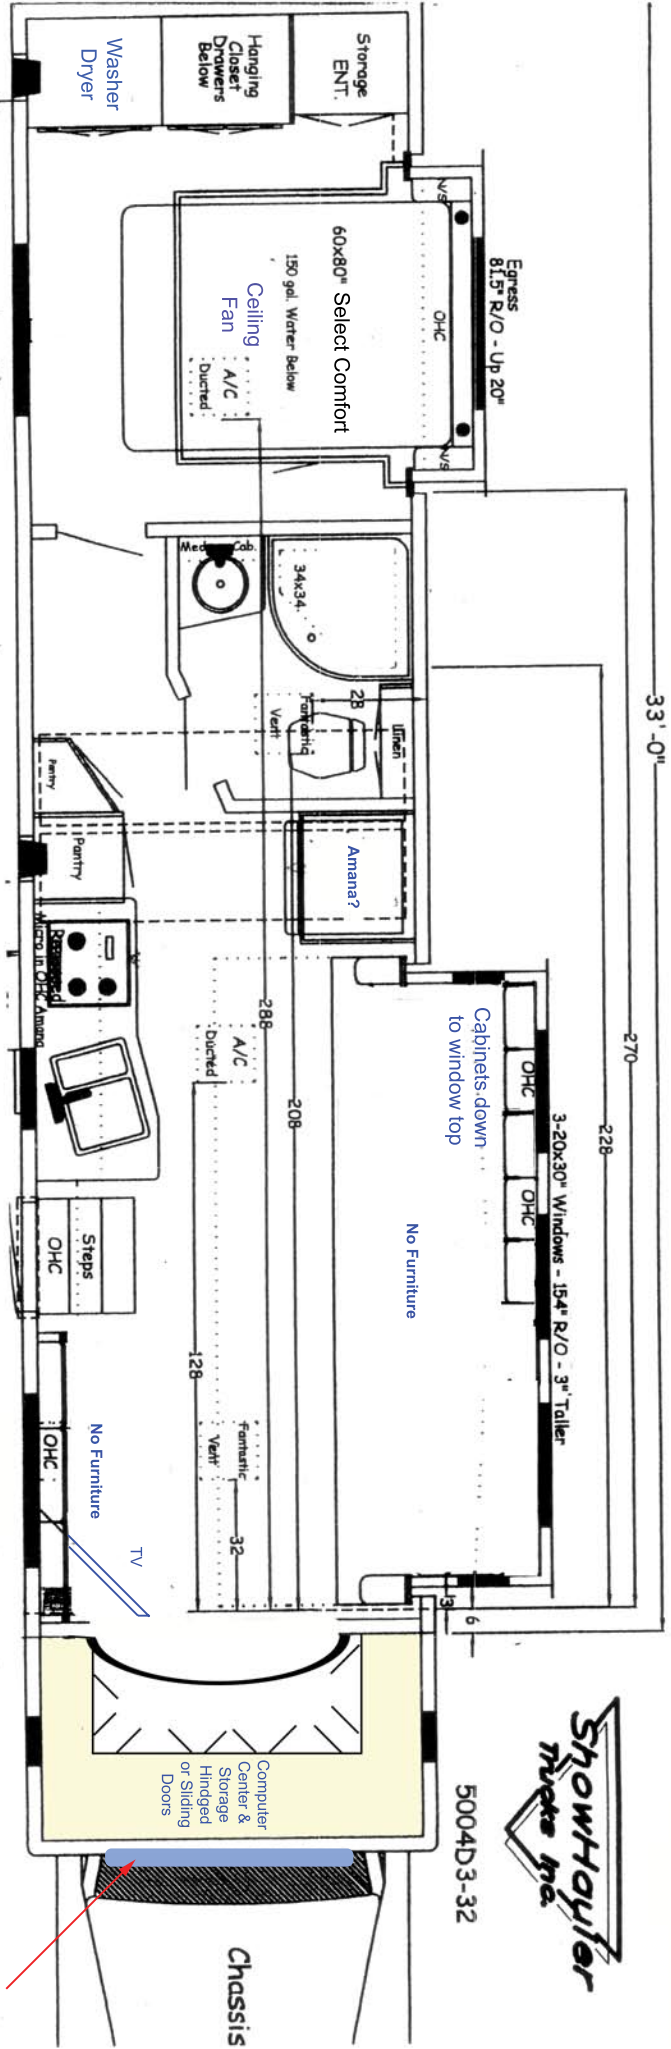 Washer
Dryer
Hanging
Closet
Drawers
Below
Storage
ENT.
N/S
OHC
N/S
Egress
81.5" R/O - Up 20"
60x80" Select Comfort
150 gal. Water Below
Ceiling
Fan
A/C
Ducted
33'-0"
Cab.
34x34
28
Linen
Fantastic
Vent
Pantry
Pantry
Amana?
Micro in OHC Amana
Recessed
288
208
270
228
A/C
Ducted
Cabinets down
to window top
OHC
OHC
3-20x30" Windows - 154" R/O - 3" Taller
No Furniture
Steps
OHC
128
Fantastic
Vent
32
OHC
No Furniture
TV
3
6
Computer
Center &
Storage
Hindged
or Sliding
Doors
ShowHauler
Trucks Inc.
5004D3-32
Chassis